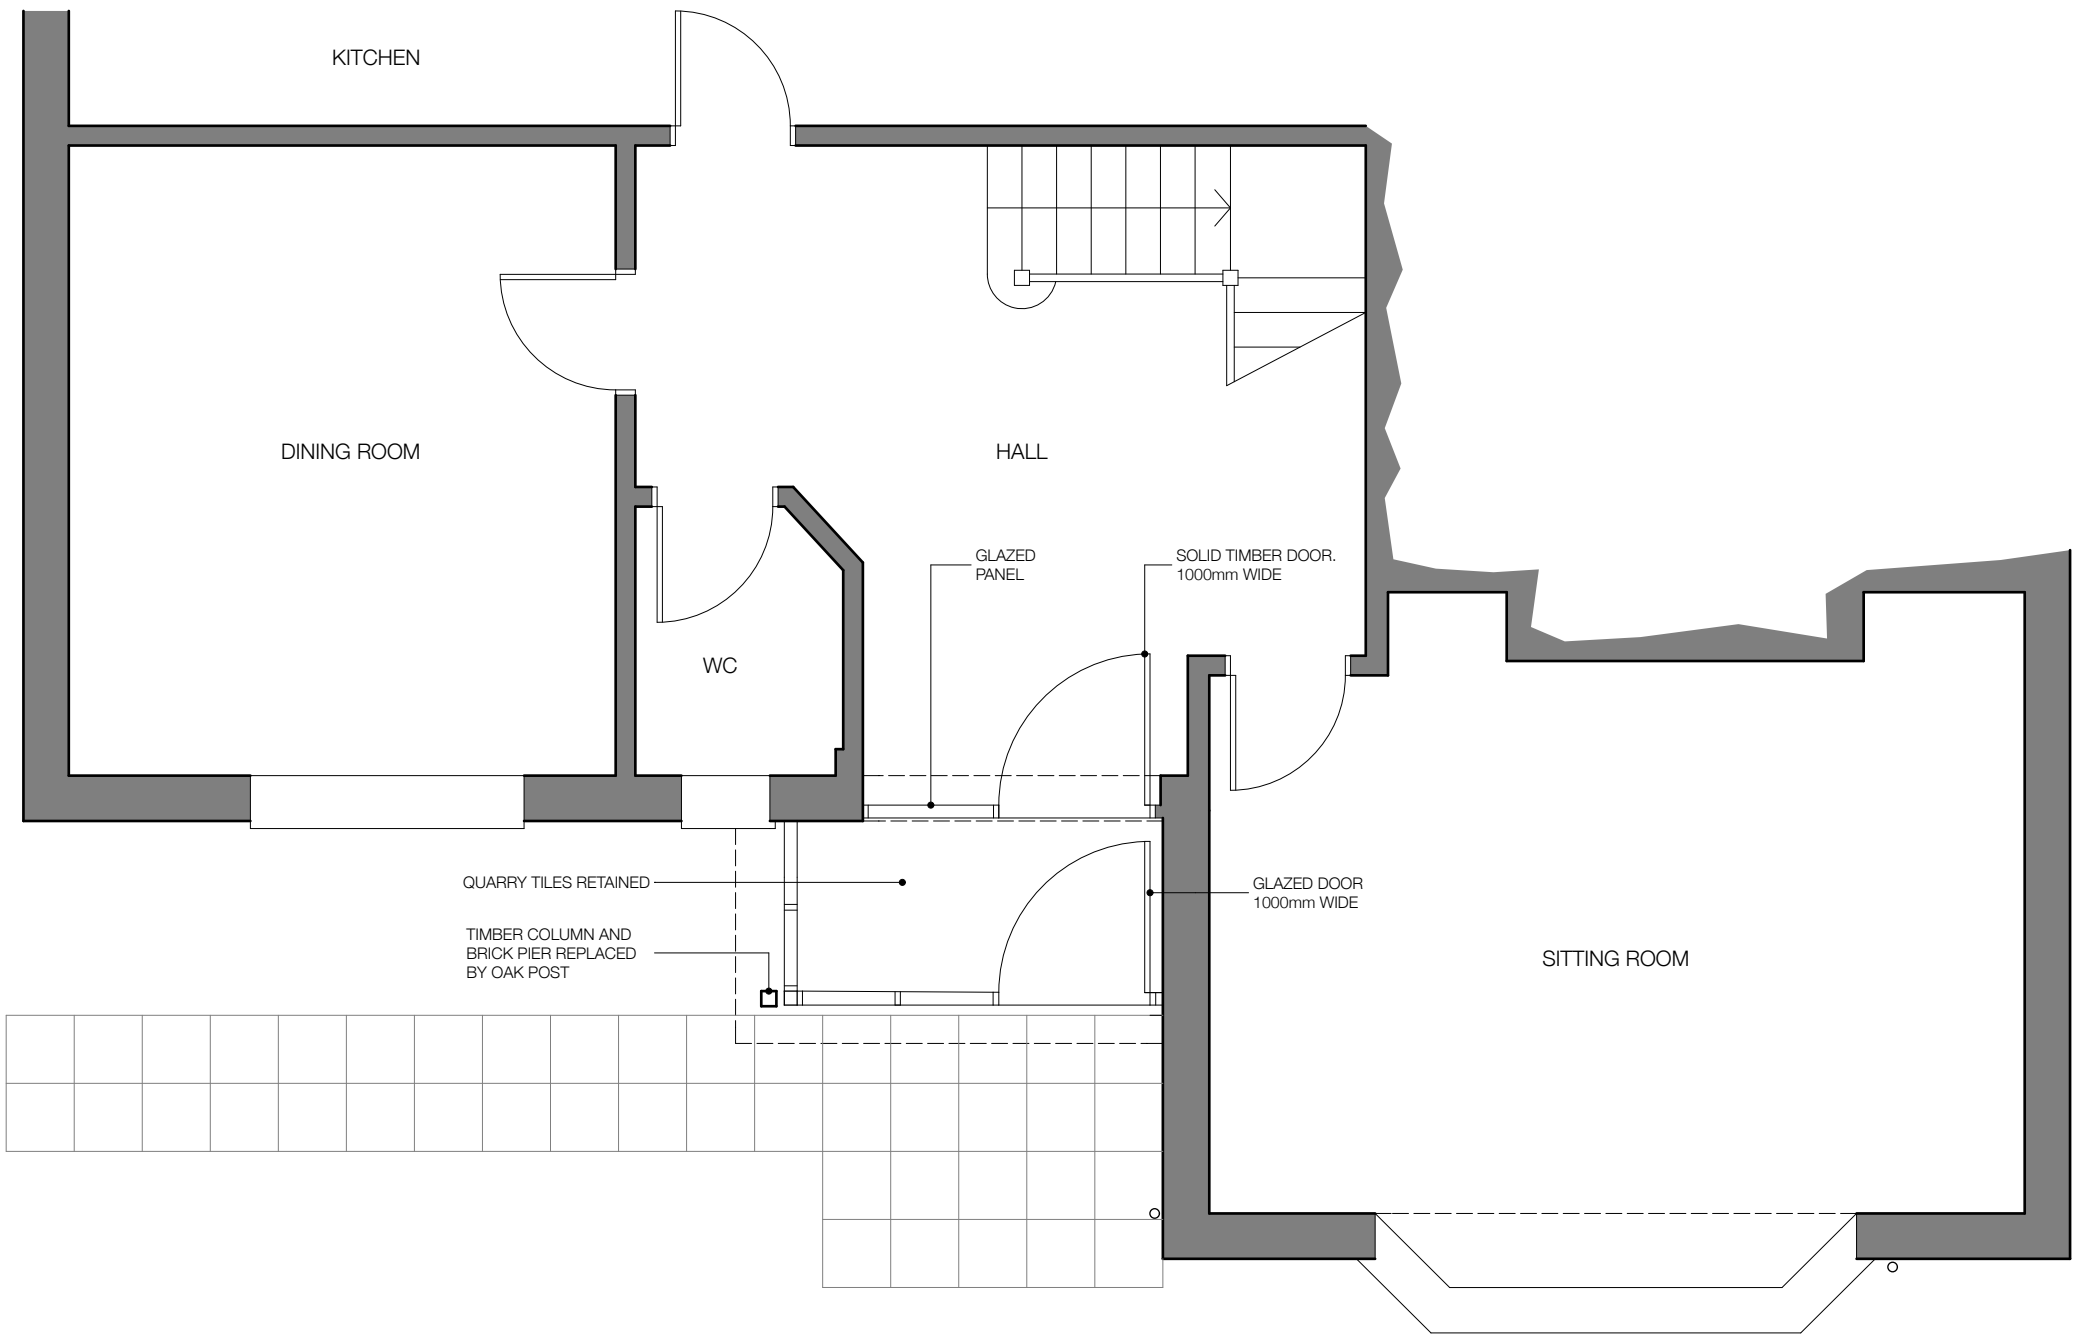 KITCHEN
DINING ROOM
HALL
GLAZED
PANEL
SOLID TIMBER DOOR.
1000mm WIDE
WC
QUARRY TILES RETAINED
GLAZED DOOR
1000mm WIDE
TIMBER COLUMN AND
BRICK PIER REPLACED
BY OAK POST
SITTING ROOM